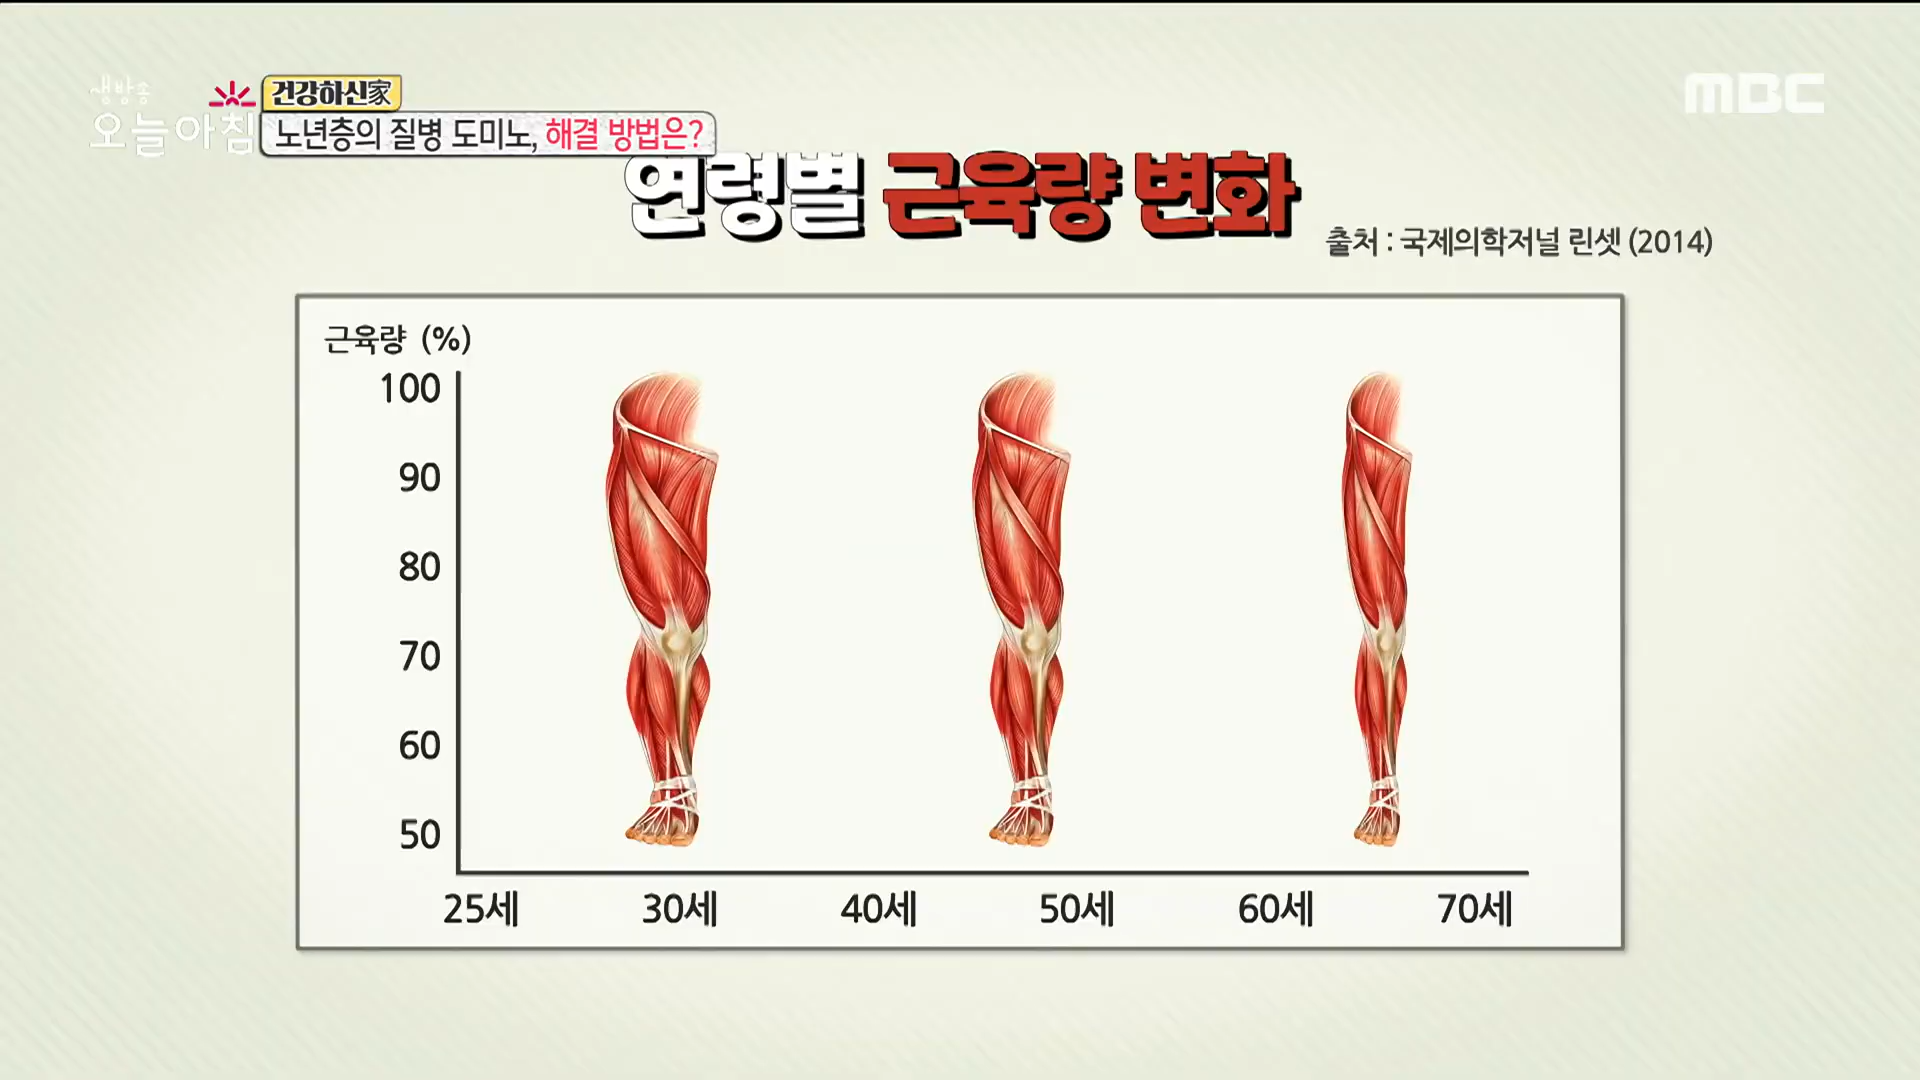 생방송
오늘아침
건강하신家
노년층의 질병 도미노, 해결 방법은?
MBC
연령별 근육량 변화
출처 : 국제의학저널 린셋 (2014)
근육량 (%)
100
90
80
70
60
50
25세 30세 40세 50세 60세 70세